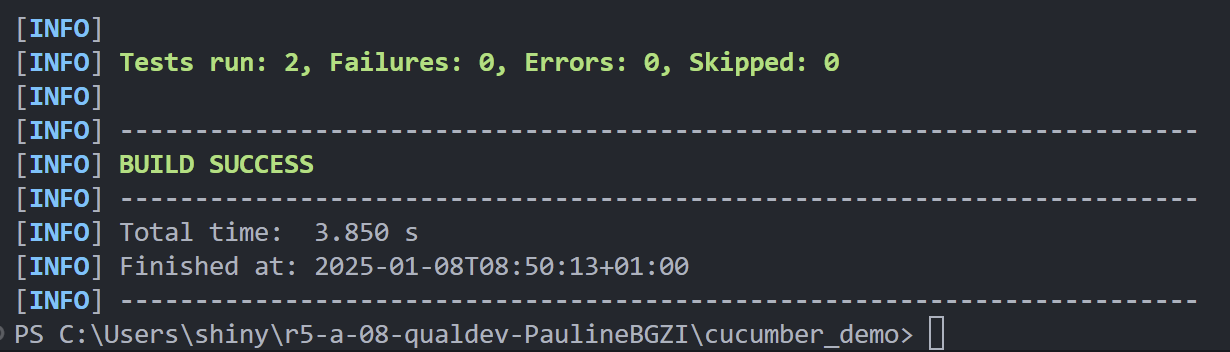 [INFO]
[INFO] Tests run: 2, Failures: 0, Errors: 0, Skipped: 0
[INFO]
[INFO] ------------------------------------------------------------------------
[INFO] BUILD SUCCESS
[INFO] ------------------------------------------------------------------------
[INFO] Total time:  3.850 s
[INFO] Finished at: 2025-01-08T08:50:13+01:00
[INFO] ------------------------------------------------------------------------
PS C:\Users\shiny\r5-a-08-qualdev-PaulineBGZI\cucumber_demo>